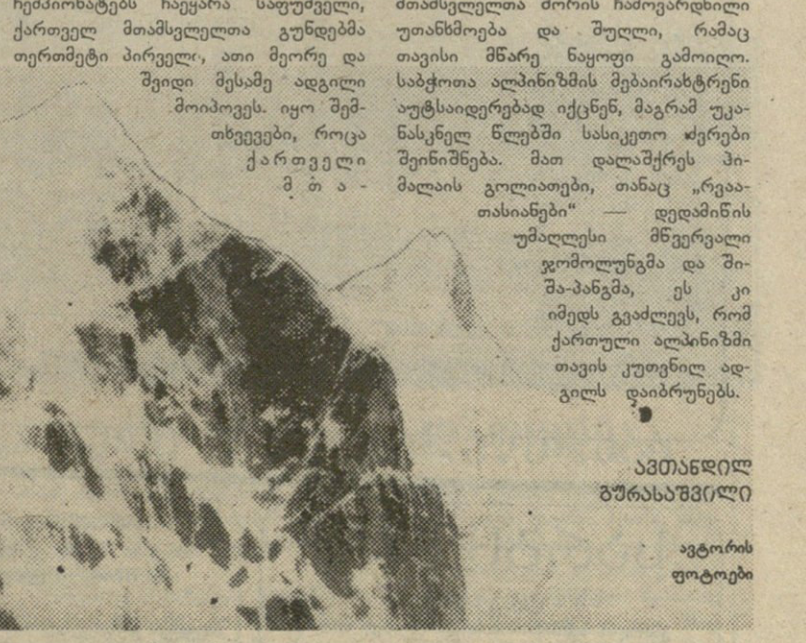 ჩემპიონატებს ჩაეყარა საფუძველი,
ქართველ მთამსვლელთა გუნდებმა
თერთმეტი პირველი, ათი მეორე და
შვიდი მესამე ადგილი
მოიპოვეს. იყო შემ-
თხვევები, როცა
ქართველი
მთა-
მთამსვლელთა შორის ჩამოვარდნილი
უთანხმოება და შუღლი, რამაც
თავისი მწარე ნაყოფი გამოიღო.
საბჭოთა ალპინიზმის მებაირახტრენი
აუტსაიდერებად იქცნენ, მაგრამ უკა-
ნასკნელ წლებში სასიკეთო ძვრები
შეინიშნება. მათ დალაშქრეს ჰი-
მალაის გოლიათები, თანაც „რვაა-
თასიანები“ — დედამიწის
უმაღლესი მწვერვალი
ჯომოლუნგმა და ში-
შა-პანგმა, ეს კი
იმედს გვაძლევს, რომ
ქართული ალპინიზმი
თავის კუთვნილ ად-
გილს დაიბრუნებს.
ავთანდილ
გურასაშვილი
ავტორის
ფოტოები